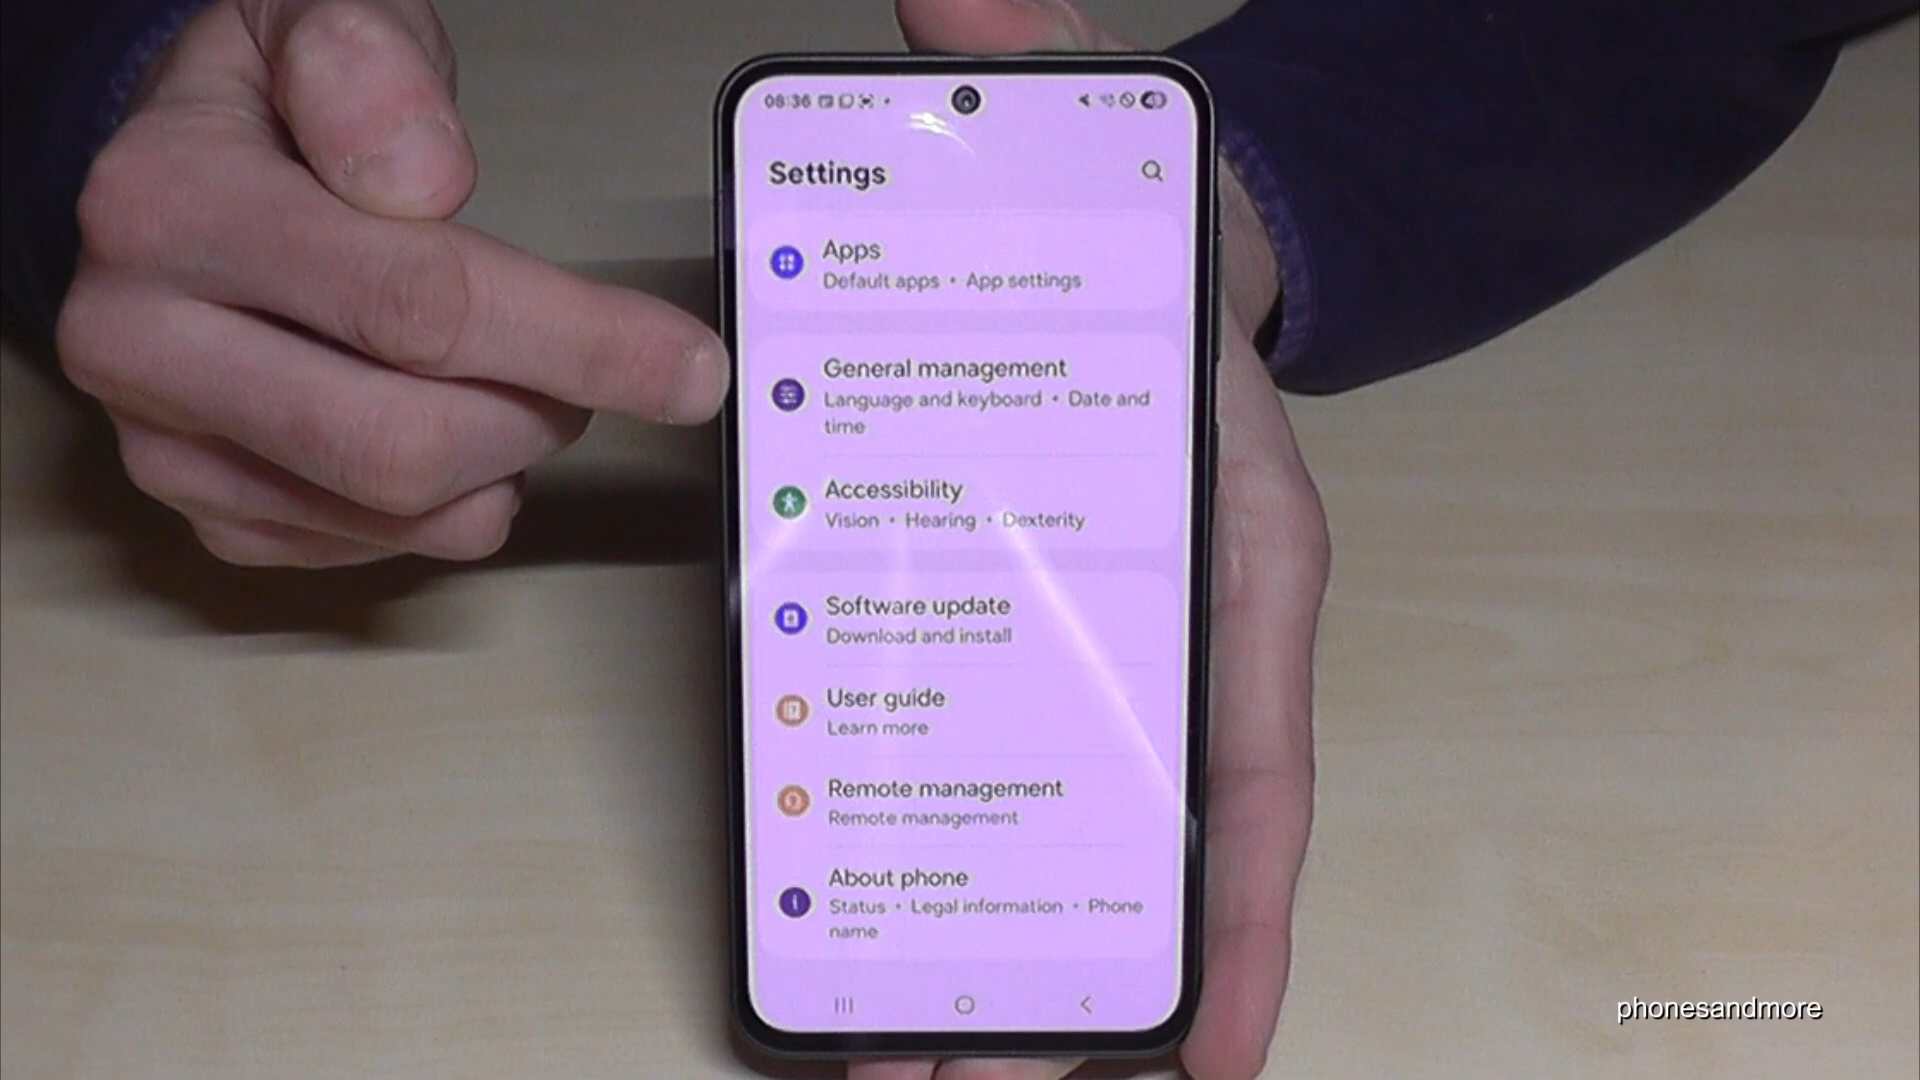 08:36
Settings
Apps
Default apps • App settings
General management
Language and keyboard • Date and
time
Accessibility
Vision • Hearing • Dexterity
Software update
Download and install
User guide
Learn more
Remote management
Remote management
About phone
Status • Legal information • Phone
name
phonesandmore